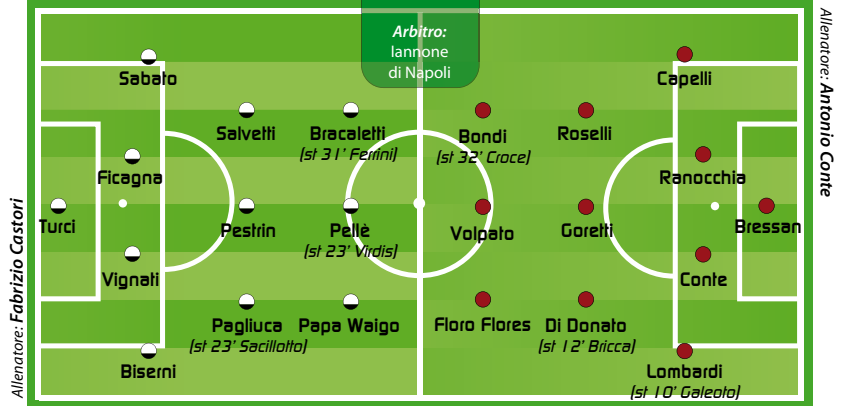 Arbitro:
Iannone
di Napoli
Allenatore: Fabrizio Castori
Turci
Sabato
Ficagna
Vignati
Biserni
Salvetti
Pestrin
Pagliuca
(st 23' Sacillotto)
Bracaletti
(st 31' Ferrini)
Pellè
(st 23' Virdis)
Papa Waigo
Bondi
(st 32' Croce)
Volpato
Floro Flores
Roselli
Goretti
Di Donato
(st 12' Bricca)
Capelli
Ranocchia
Conte
Lombardi
(st 10' Galeoto)
Bressan
Allenatore: Antonio Conte